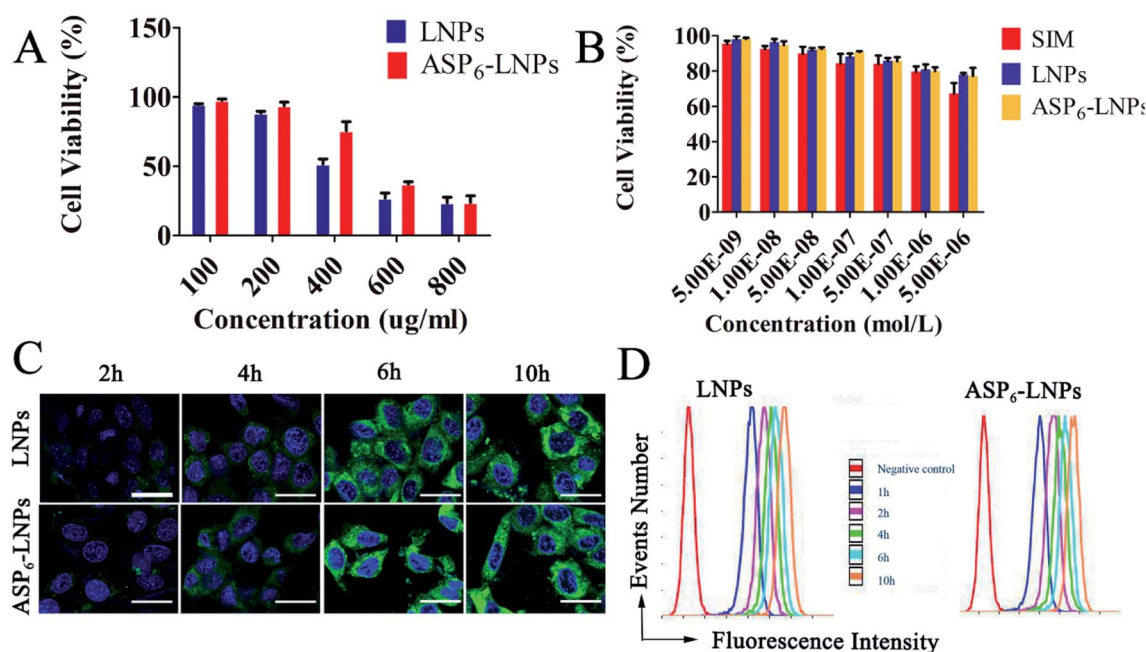 A
Cell Viability (%)
150
100
50
0
LNPs
ASP₆-LNPs
100
200
400
600
800
Concentration (ug/ml)
B
Cell Viability (%)
100
80
60
40
20
0
SIM
LNPs
ASP₆-LNPs
5.00E-09
1.00E-08
5.00E-08
1.00E-07
5.00E-07
1.00E-06
5.00E-06
Concentration (mol/L)
C
2h
4h
6h
10h
LNPs
ASP₆-LNPs
D
LNPs
ASP₆-LNPs
Events Number
Negative control
1h
2h
4h
6h
10h
Fluorescence Intensity